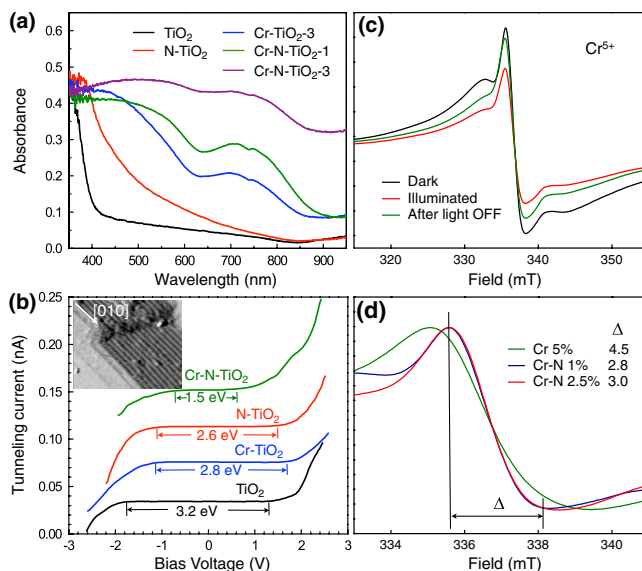 (a)
TiO2
N-TiO2
Cr-TiO2-3
Cr-N-TiO2-1
Cr-N-TiO2-3
0.6
0.5
0.4
0.3
0.2
0.1
0.0
Absorbance
400 500 600 700 800 900
Wavelength (nm)
(c)
Cr5+
Dark
Illuminated
After light OFF
320 330 340 350
Field (mT)
(b)
[010]
0.25
0.20
0.15
0.10
0.05
0.00
Tunneling current (nA)
Cr-N-TiO2
1.5 eV
N-TiO2
2.6 eV
Cr-TiO2
2.8 eV
TiO2
3.2 eV
-3 -2 -1 0 1 2 3
Bias Voltage (V)
(d)
Δ
Cr 5% 4.5
Cr-N 1% 2.8
Cr-N 2.5% 3.0
Δ
334 336 338 340
Field (mT)